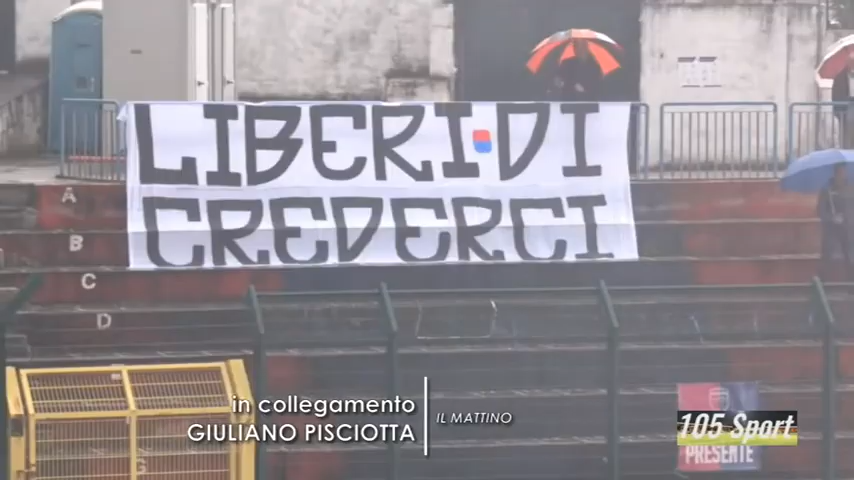 LIBERI DI
CREDERCI
A
B
C
D
G
in collegamento
GIULIANO PISCIOTTA
IL MATTINO
105 Sport
PRESENTE